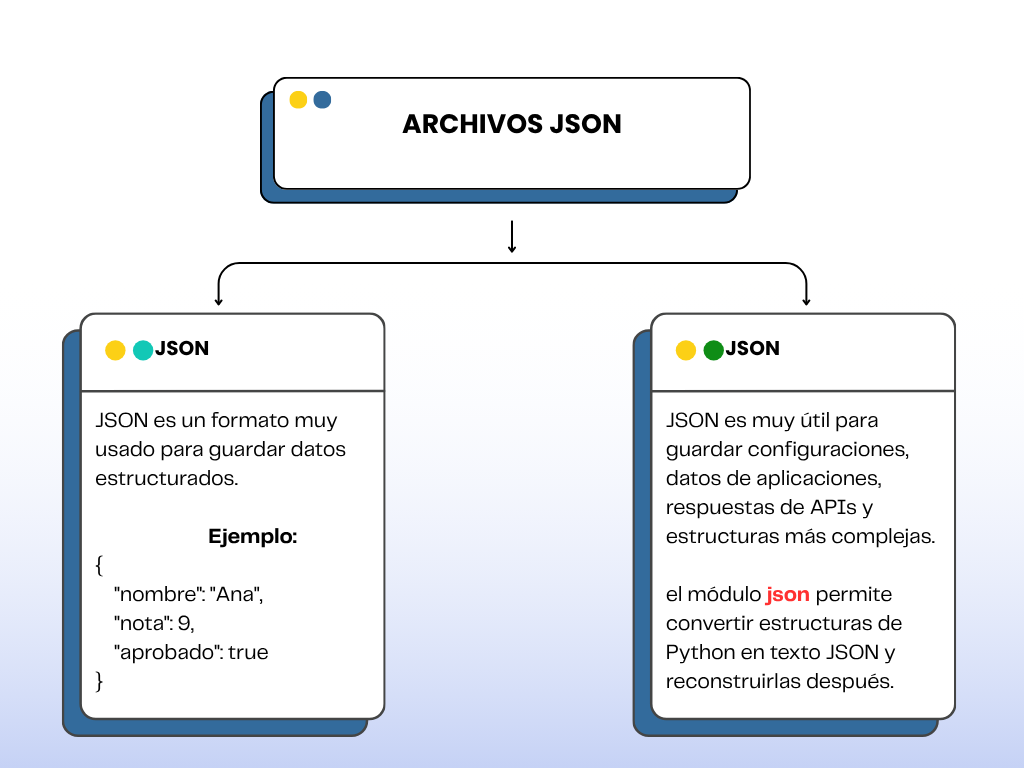 ARCHIVOS JSON
JSON
JSON es un formato muy
usado para guardar datos
estructurados.
Ejemplo:
{
"nombre": "Ana",
"nota": 9,
"aprobado": true
}
JSON
JSON es muy útil para
guardar configuraciones,
datos de aplicaciones,
respuestas de APIs y
estructuras más complejas.
el módulo json permite
convertir estructuras de
Python en texto JSON y
reconstruirlas después.